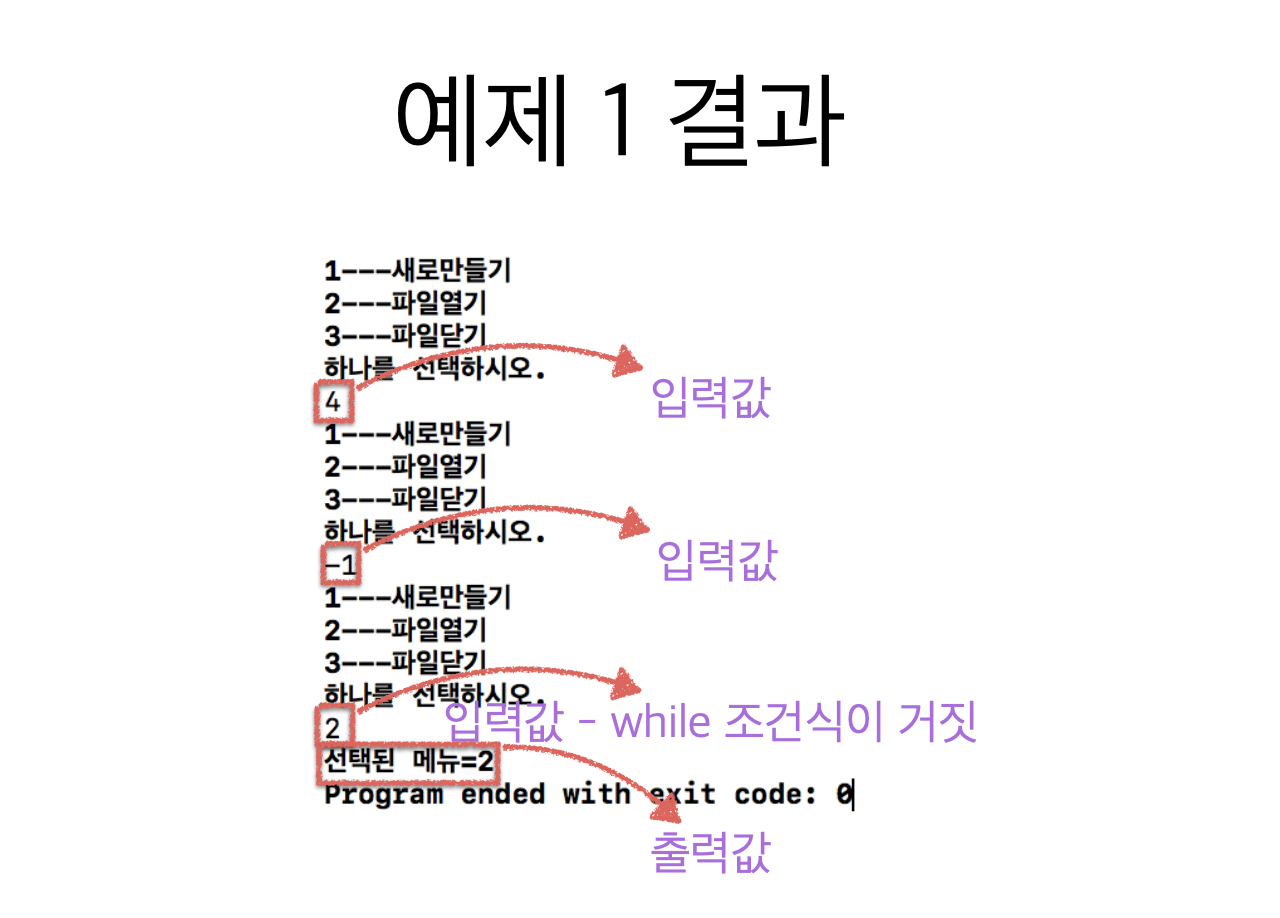 예제 1 결과
1---새로만들기
2---파일열기
3---파일닫기
하나를 선택하시오.
4
입력값
1---새로만들기
2---파일열기
3---파일닫기
하나를 선택하시오.
-1
입력값
1---새로만들기
2---파일열기
3---파일닫기
하나를 선택하시오.
2
입력값 - while 조건식이 거짓
선택된 메뉴=2
Program ended with exit code: 0
출력값